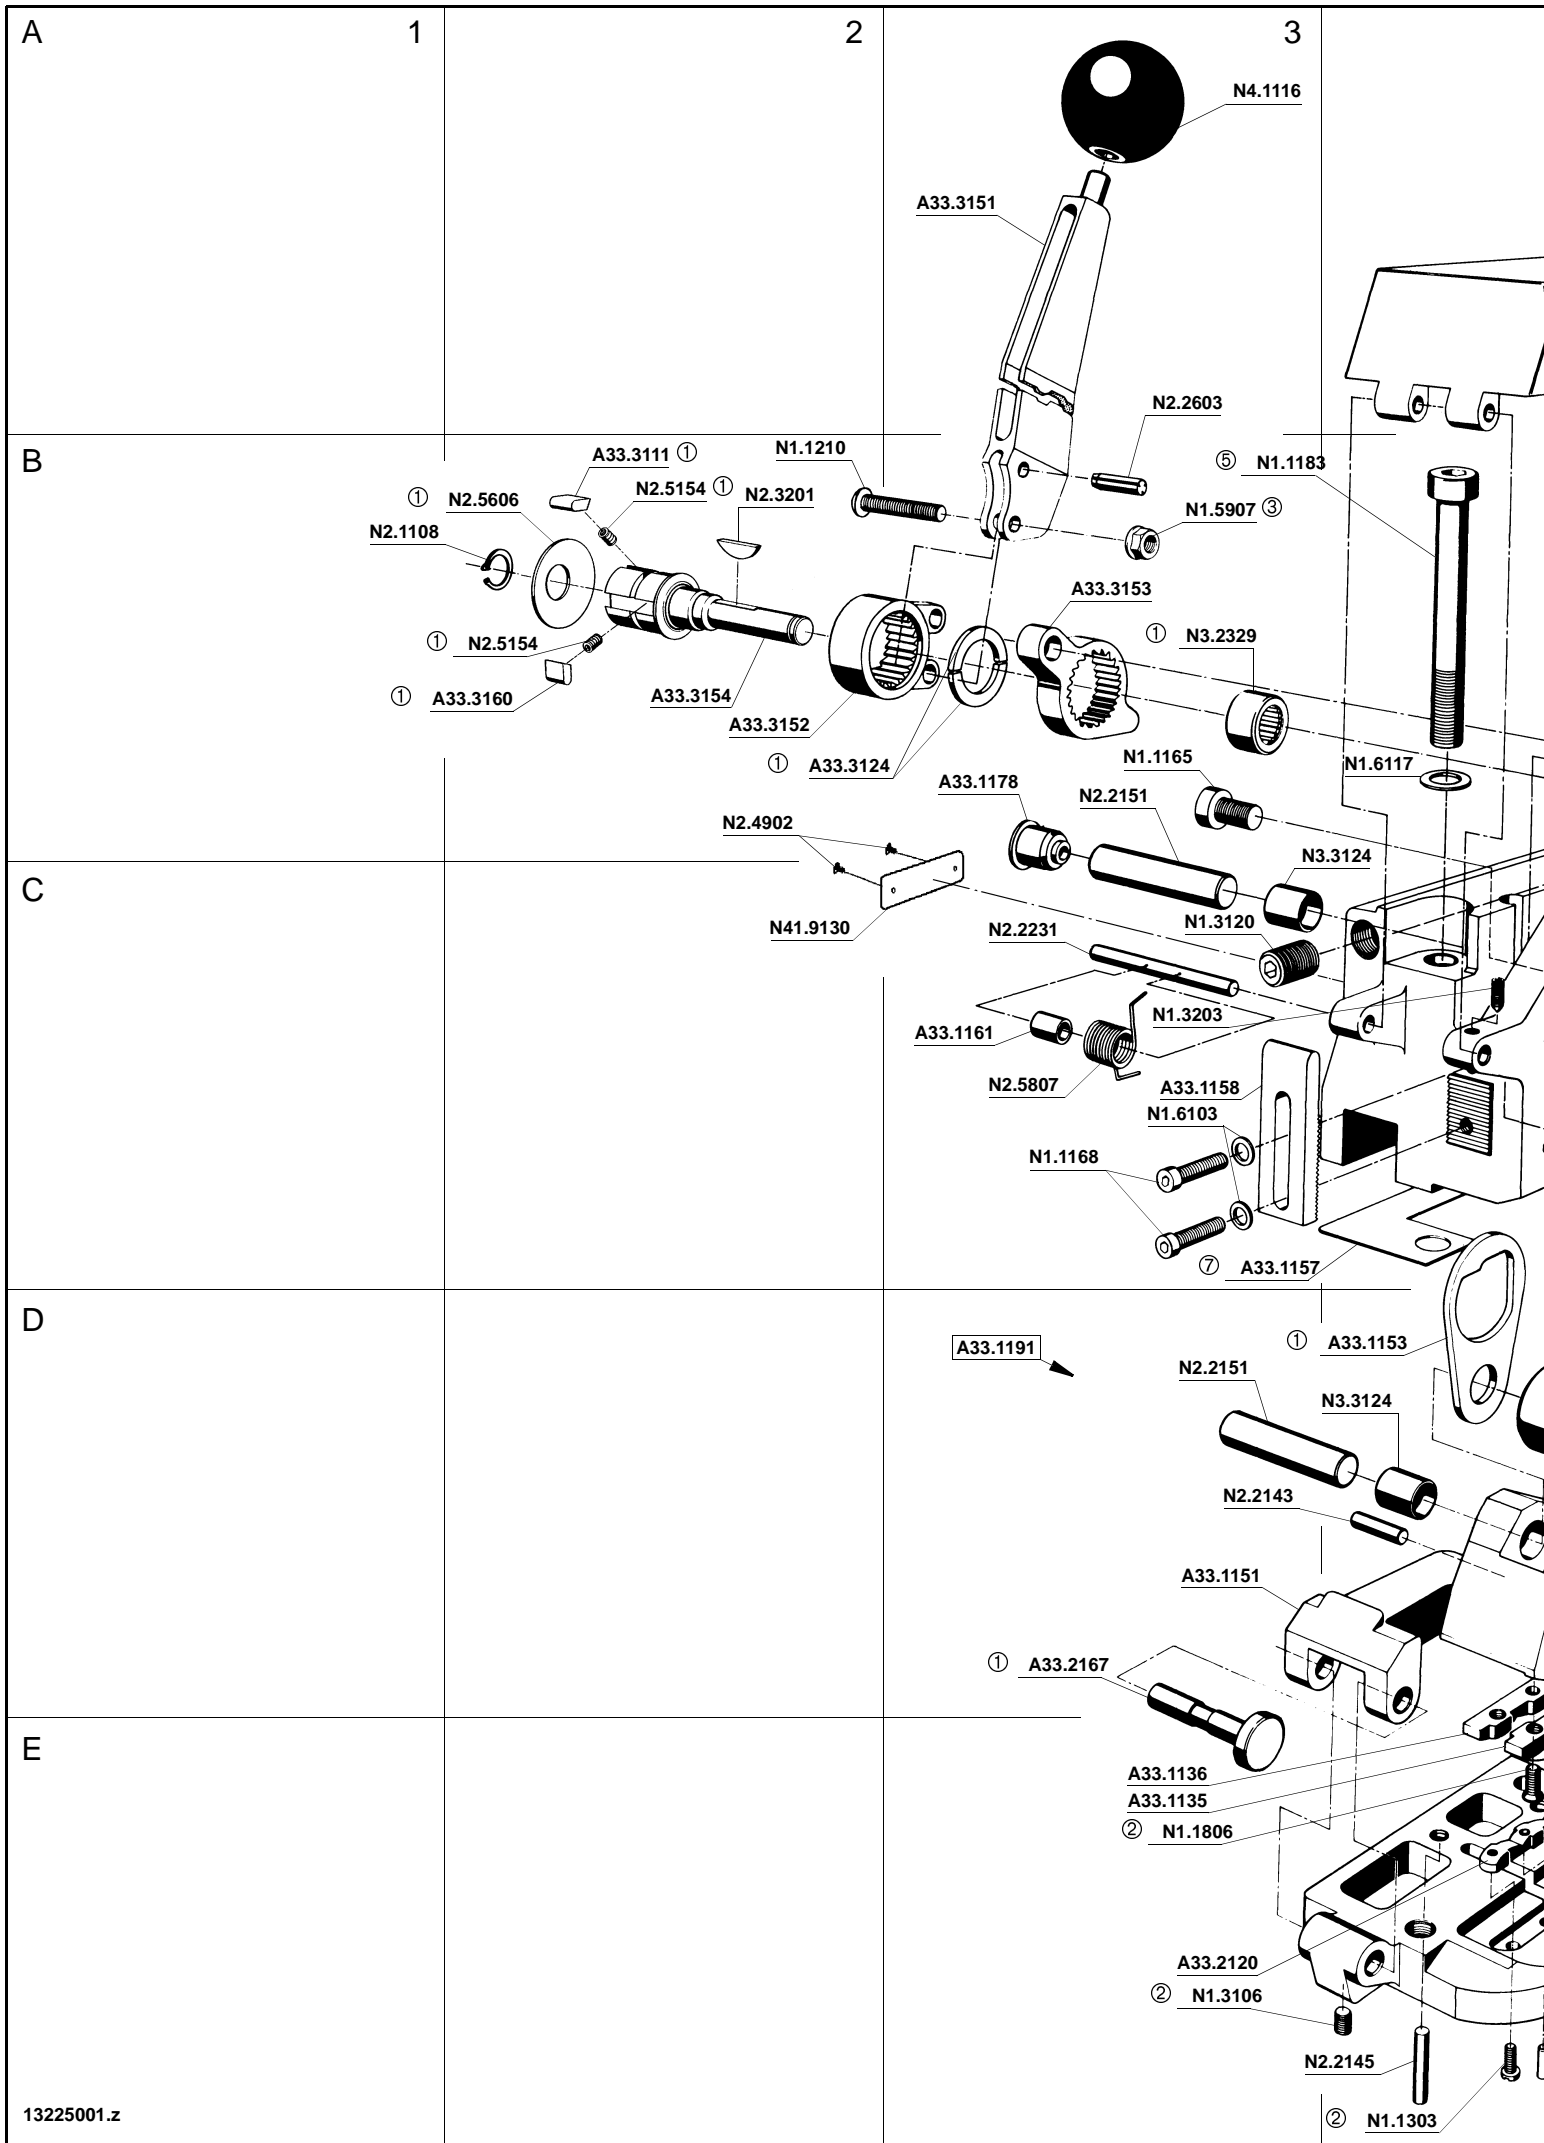 A
1
2
3
N4.1116
A33.3151
N2.2603
B
A33.3111 ①
N1.1210
⑤ N1.1183
① N2.5606
N2.5154 ①
N2.3201
N1.5907 ③
N2.1108
A33.3153
① N2.5154
① N3.2329
① A33.3160
A33.3154
A33.3152
① A33.3124
N1.1165
N1.6117
A33.1178
N2.2151
N2.4902
N3.3124
C
N41.9130
N2.2231
N1.3120
N1.3203
A33.1161
N2.5807
A33.1158
N1.6103
N1.1168
⑦ A33.1157
D
A33.1191
① A33.1153
N2.2151
N3.3124
N2.2143
A33.1151
① A33.2167
E
A33.1136
A33.1135
② N1.1806
A33.2120
② N1.3106
N2.2145
13225001.z
② N1.1303